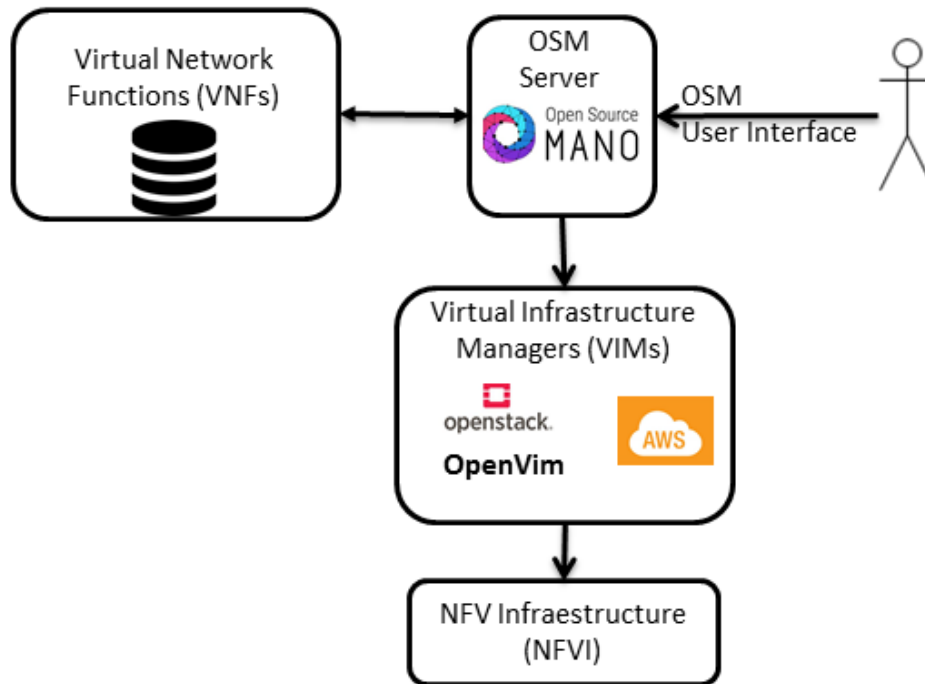 Virtual Network
Functions (VNFs)
OSM
Server
Open Source
MANO
OSM
User Interface
Virtual Infrastructure
Managers (VIMs)
openstack.
OpenVim
AWS
NFV Infraestructure
(NFVI)